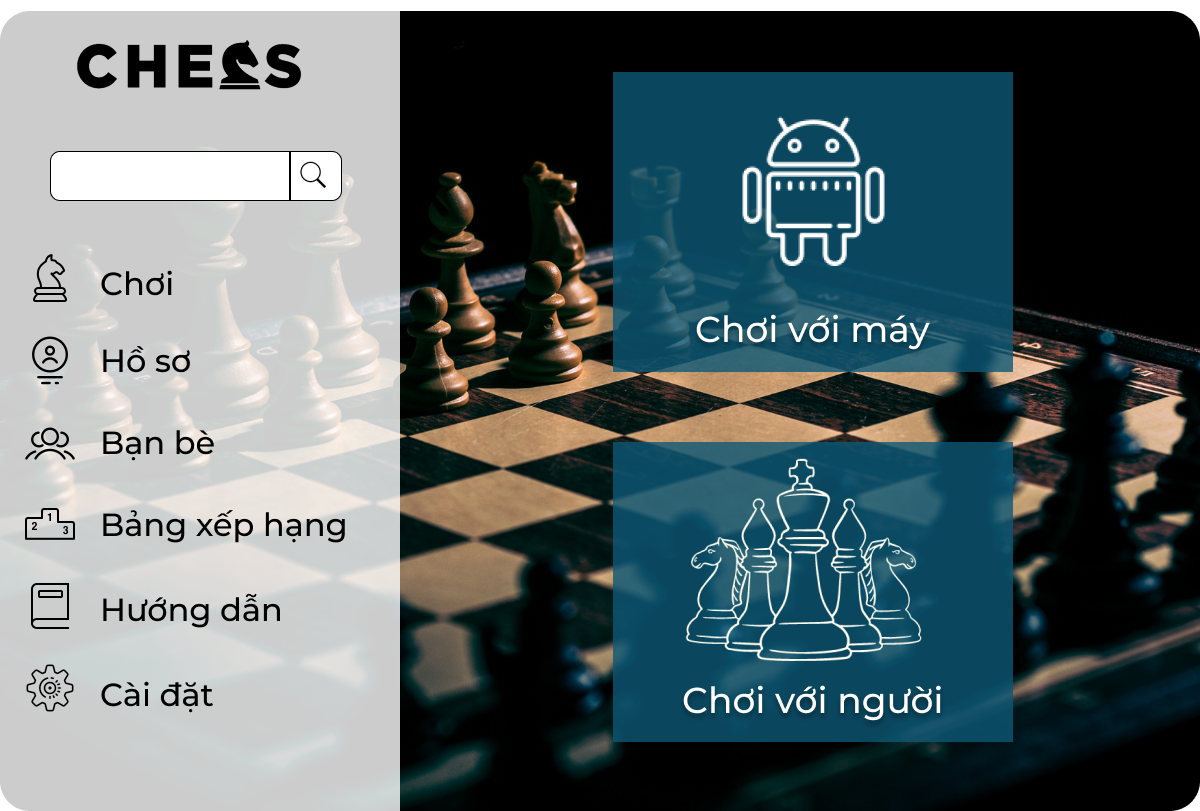 CHESS
Chơi
Hồ sơ
Bạn bè
2 1 3
Bảng xếp hạng
Hướng dẫn
Cài đặt
Chơi với máy
Chơi với người